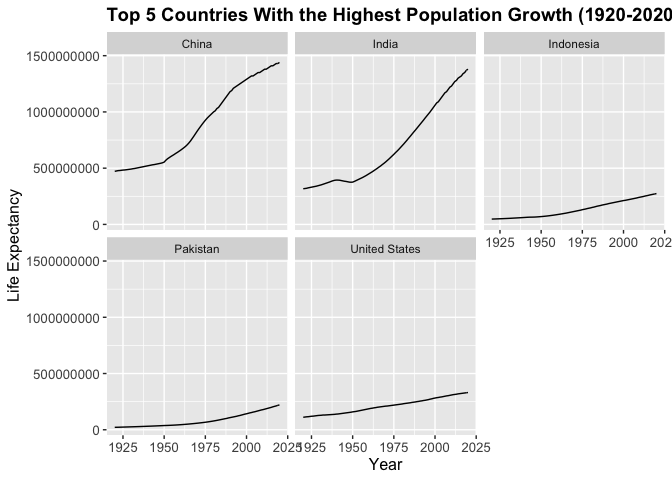 Top 5 Countries With the Highest Population Growth (1920-2020
China India Indonesia
1500000000
1000000000
500000000
0
1925 1950 1975 2000 202
Life Expectancy
Pakistan United States
1500000000
1000000000
500000000
0
1925 1950 1975 2000 2025 1925 1950 1975 2000 2025
Year